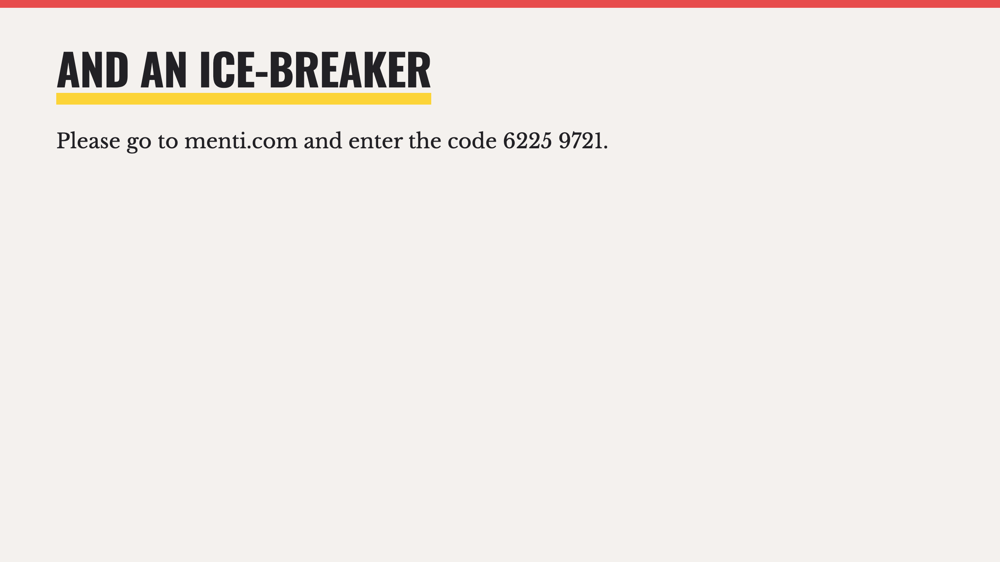 AND AN ICE-BREAKER
Please go to menti.com and enter the code 6225 9721.